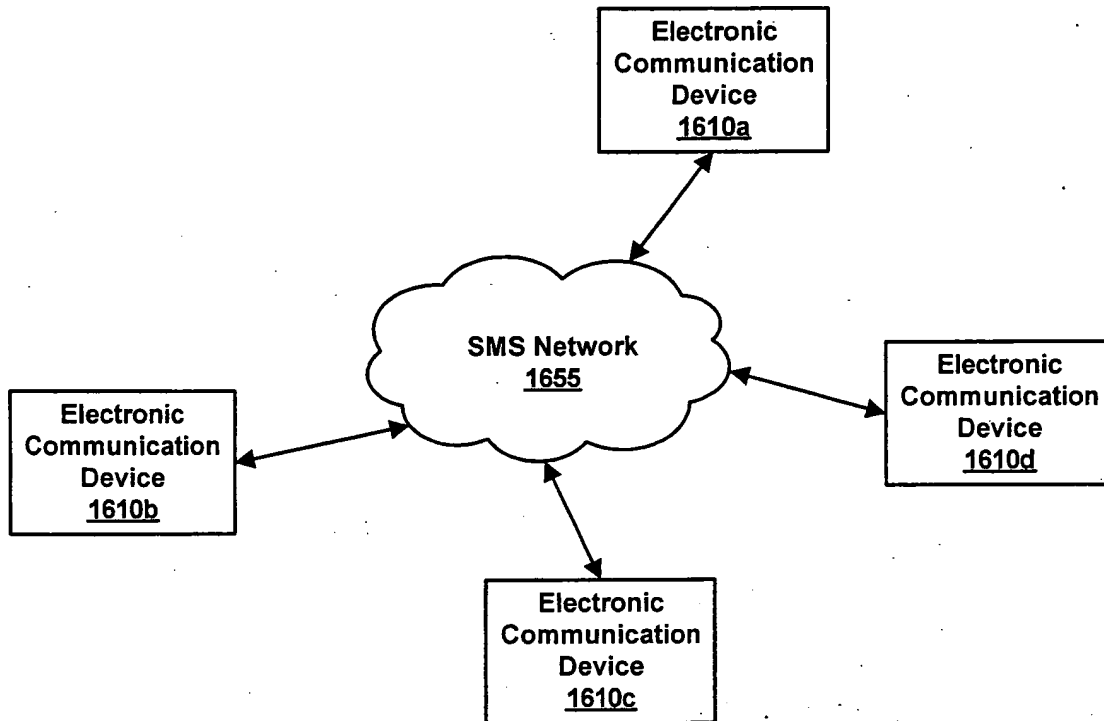 Electronic
Communication
Device
1610a
SMS Network
1655
Electronic
Communication
Device
1610d
Electronic
Communication
Device
1610b
Electronic
Communication
Device
1610c